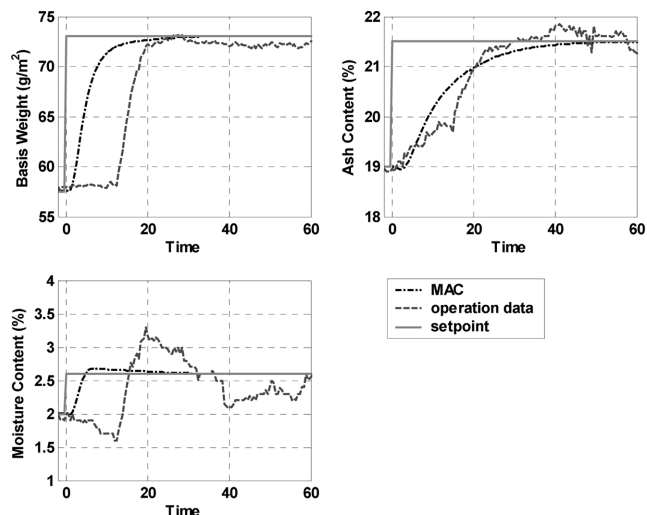 75
70
65
60
55
Basis Weight (g/m²)
0 20 40 60
Time
22
21
20
19
18
Ash Content (%)
0 20 40 60
Time
4
3.5
3
2.5
2
1.5
1
Moisture Content (%)
0 20 40 60
Time
MAC
operation data
setpoint